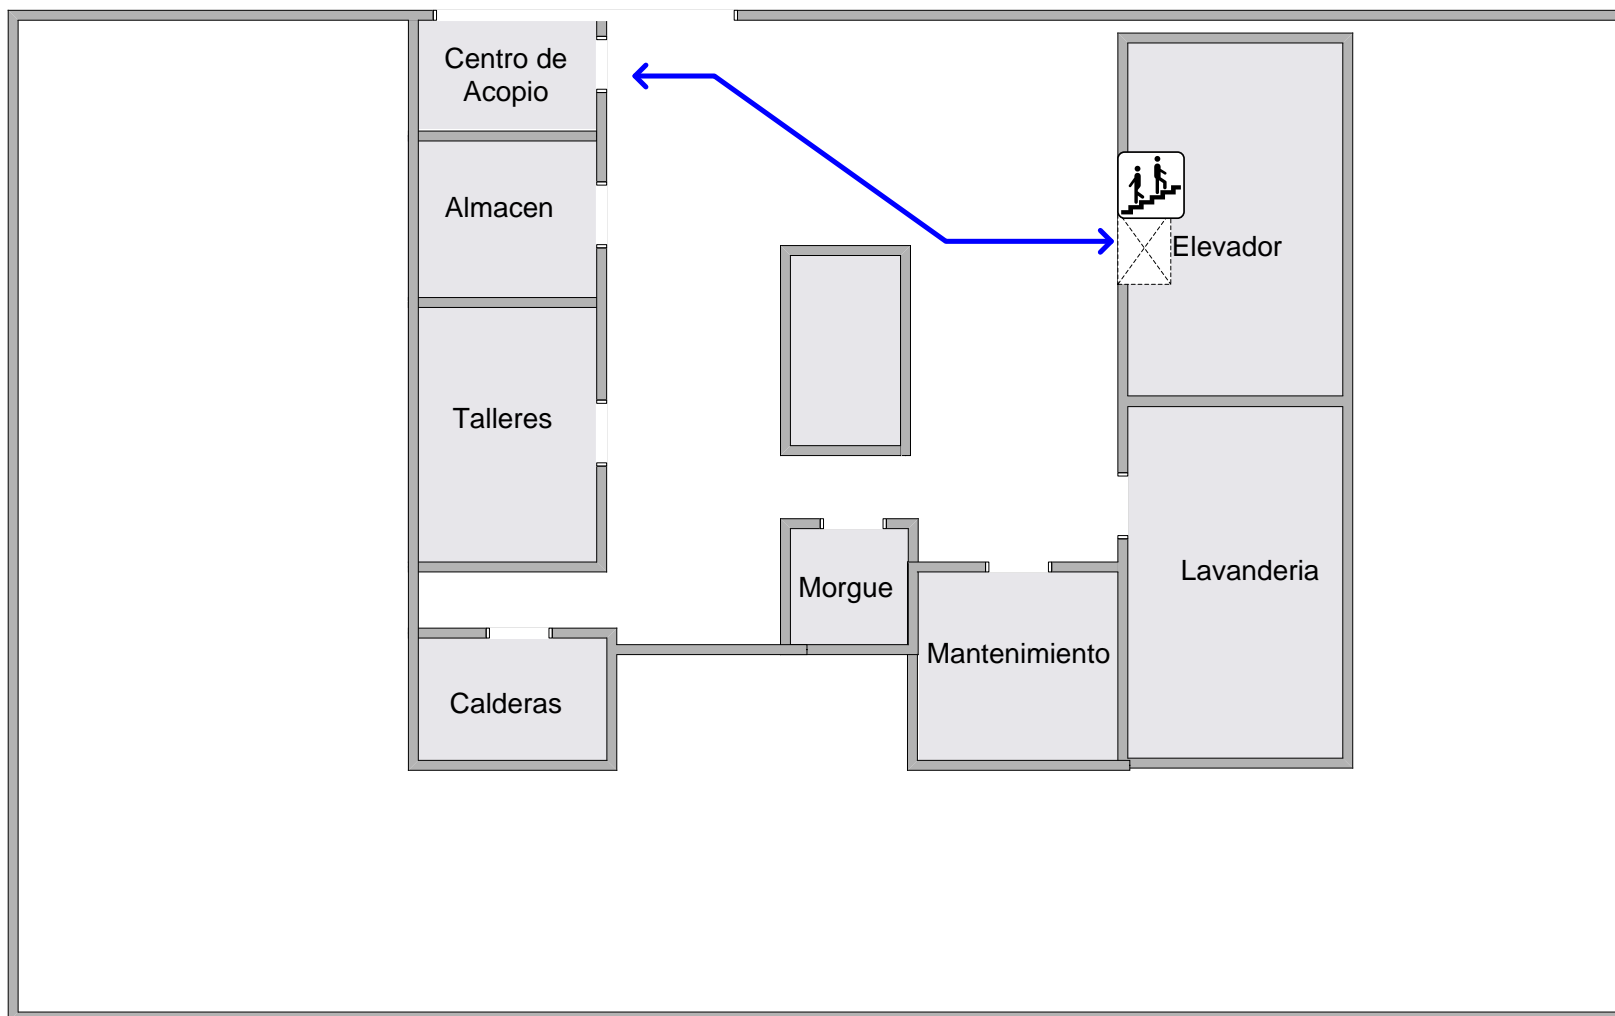 Centro de
Acopio
Almacen
Elevador
Talleres
Lavanderia
Morgue
Mantenimiento
Calderas